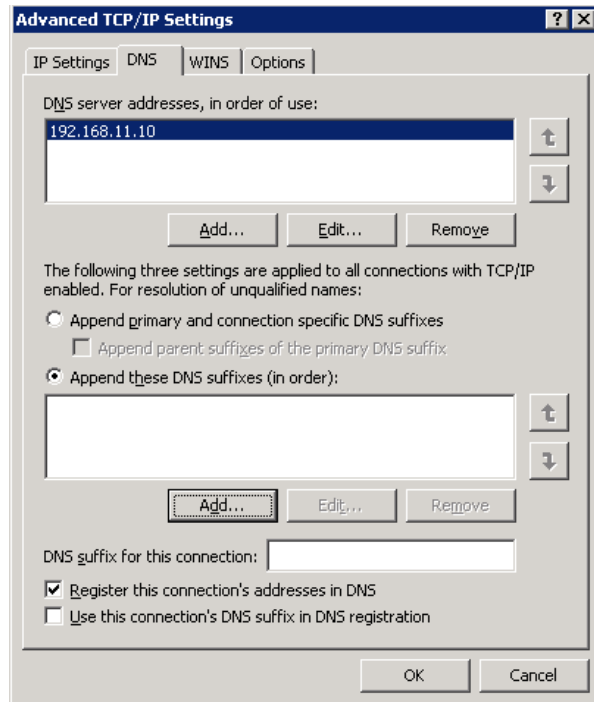 Advanced TCP/IP Settings
IP Settings DNS WINS Options
DNS server addresses, in order of use:
192.168.11.10
Add... Edit... Remove
The following three settings are applied to all connections with TCP/IP
enabled. For resolution of unqualified names:
Append primary and connection specific DNS suffixes
Append parent suffixes of the primary DNS suffix
Append these DNS suffixes (in order):
Add... Edit... Remove
DNS suffix for this connection:
Register this connection's addresses in DNS
Use this connection's DNS suffix in DNS registration
OK Cancel